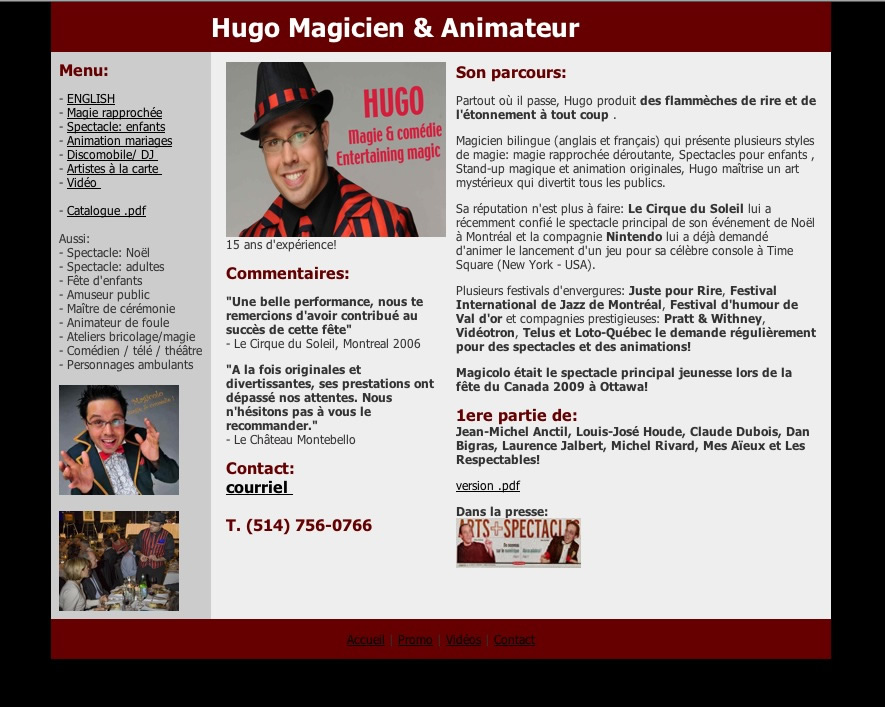 Hugo Magicien & Animateur
Menu:
- ENGLISH
- Magie rapprochée
- Spectacle: enfants
- Animation mariages
- Discomobile/ DJ
- Artistes à la carte
- Vidéo
- Catalogue .pdf
Aussi:
- Spectacle: Noël
- Spectacle: adultes
- Fête d'enfants
- Amuseur public
- Maître de cérémonie
- Animateur de foule
- Ateliers bricolage/magie
- Comédien / télé / théâtre
- Personnages ambulants
Magicolo
HUGO
Magie & comédie
Entertaining magic
15 ans d'expérience!
Commentaires:
"Une belle performance, nous te
remercions d'avoir contribué au
succès de cette fête"
- Le Cirque du Soleil, Montreal 2006
"A la fois originales et
divertissantes, ses prestations ont
dépassé nos attentes. Nous
n'hésitons pas à vous le
recommander."
- Le Château Montebello
Contact:
courriel
T. (514) 756-0766
Son parcours:
Partout où il passe, Hugo produit des flammèches de rire et de
l'étonnement à tout coup .
Magicien bilingue (anglais et français) qui présente plusieurs styles
de magie: magie rapprochée déroutante, Spectacles pour enfants ,
Stand-up magique et animation originales, Hugo maîtrise un art
mystérieux qui divertit tous les publics.
Sa réputation n'est plus à faire: Le Cirque du Soleil lui a
récemment confié le spectacle principal de son événement de Noël
à Montréal et la compagnie Nintendo lui a déjà demandé
d'animer le lancement d'un jeu pour sa célèbre console à Time
Square (New York - USA).
Plusieurs festivals d'envergures: Juste pour Rire, Festival
International de Jazz de Montréal, Festival d'humour de
Val d'or et compagnies prestigieuses: Pratt & Withney,
Vidéotron, Telus et Loto-Québec le demande régulièrement
pour des spectacles et des animations!
Magicolo était le spectacle principal jeunesse lors de la
fête du Canada 2009 à Ottawa!
1ere partie de:
Jean-Michel Anctil, Louis-José Houde, Claude Dubois, Dan
Bigras, Laurence Jalbert, Michel Rivard, Mes Aïeux et Les
Respectables!
version .pdf
Dans la presse:
ARTS+SPECTACLES
Accueil | Promo | Vidéos | Contact